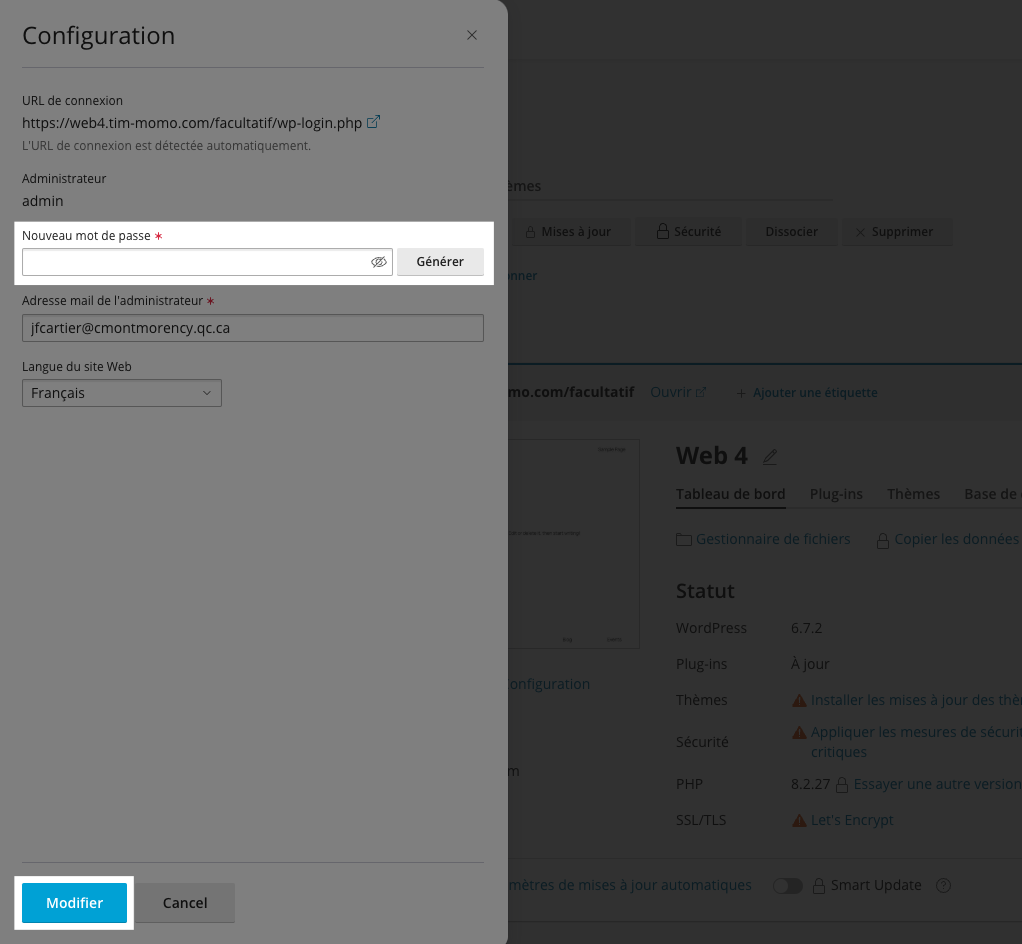 Configuration
URL de connexion
https://web4.tim-momo.com/facultatif/wp-login.php
L'URL de connexion est détectée automatiquement.
Administrateur
admin
Nouveau mot de passe *
Générer
Adresse mail de l'administrateur *
jfcartier@cmontmorency.qc.ca
Langue du site Web
Français
Modifier
Cancel
èmes
Mises à jour
Sécurité
Dissocier
Supprimer
onner
mo.com/facultatif
Ouvrir
+ Ajouter une étiquette
Web 4
Tableau de bord
Plug-ins
Thèmes
Base de
Gestionnaire de fichiers
Copier les données
Statut
WordPress
6.7.2
Plug-ins
À jour
Thèmes
Installer les mises à jour des thè
Sécurité
Appliquer les mesures de sécurit
critiques
PHP
8.2.27
Essayer une autre version
SSL/TLS
Let's Encrypt
onfiguration
m
mètres de mises à jour automatiques
Smart Update